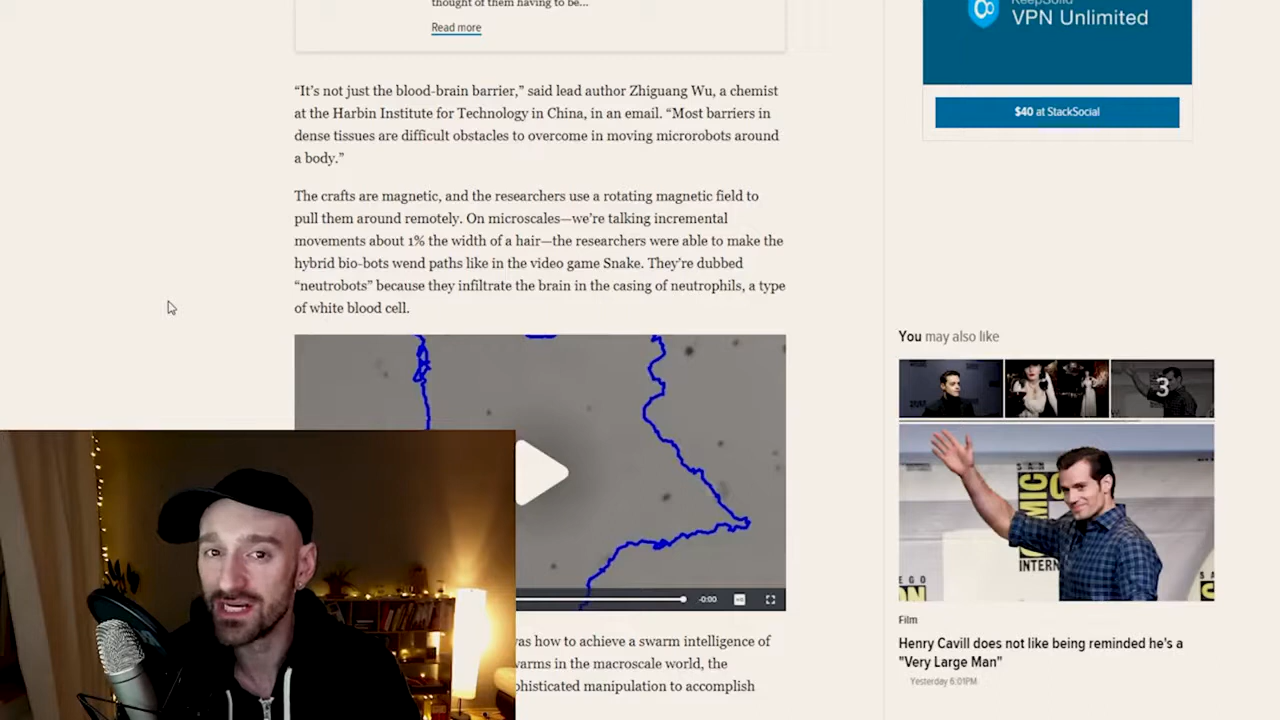 thought of them having to be...
Read more
“It’s not just the blood-brain barrier,” said lead author Zhiguang Wu, a chemist
at the Harbin Institute for Technology in China, in an email. “Most barriers in
dense tissues are difficult obstacles to overcome in moving microrobots around
a body.”
The crafts are magnetic, and the researchers use a rotating magnetic field to
pull them around remotely. On microscales—we’re talking incremental
movements about 1% the width of a hair—the researchers were able to make the
hybrid bio-bots wend paths like in the video game Snake. They’re dubbed
“neutrobots” because they infiltrate the brain in the casing of neutrophils, a type
of white blood cell.
-0:00
as how to achieve a swarm intelligence of
arms in the macroscale world, the
phisticated manipulation to accomplish
KeepSolid
VPN Unlimited
$40 at StackSocial
You may also like
3
COMIC
CON
INTERN
EGO
Film
Henry Cavill does not like being reminded he's a
"Very Large Man"
Yesterday 6:01PM